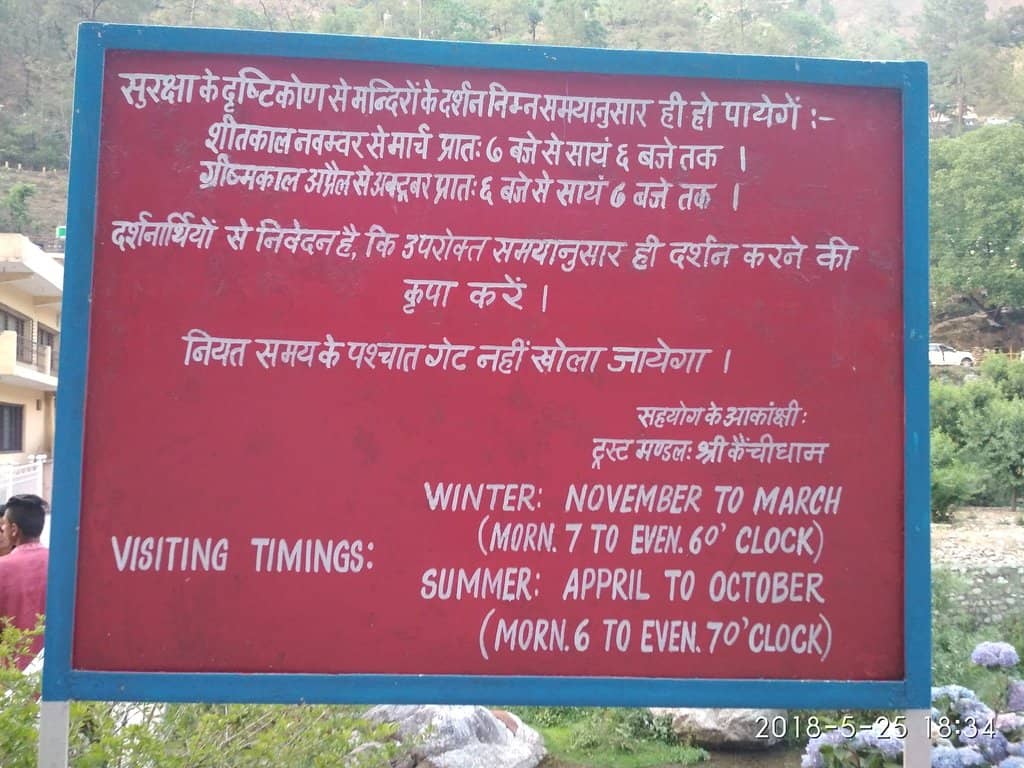 सुरक्षा के दृष्टिकोण से मन्दिरों के दर्शन निम्न समयानुसार ही हो पायेगें :-
शीतकाल नवम्वर से मार्च प्रातः ७ बजे से सायं ६ बजे तक ।
ग्रीष्मकाल अप्रैल से अक्टूबर प्रातः ६ बजे से सायं ७ बजे तक ।
दर्शनार्थियों से निवेदन है, कि उपरोक्त समयानुसार ही दर्शन करने की
कृपा करें ।
नियत समय के पश्चात गेट नहीं खोला जायेगा ।
सहयोग के आकांक्षी:
ट्रस्ट मण्डल: श्री कैंचीधाम
WINTER: NOVEMBER TO MARCH
(MORN. 7 TO EVEN. 6O' CLOCK)
VISITING TIMINGS:
SUMMER: APPRIL TO OCTOBER
(MORN. 6 TO EVEN. 7O'CLOCK)
2018-5-25 18:34